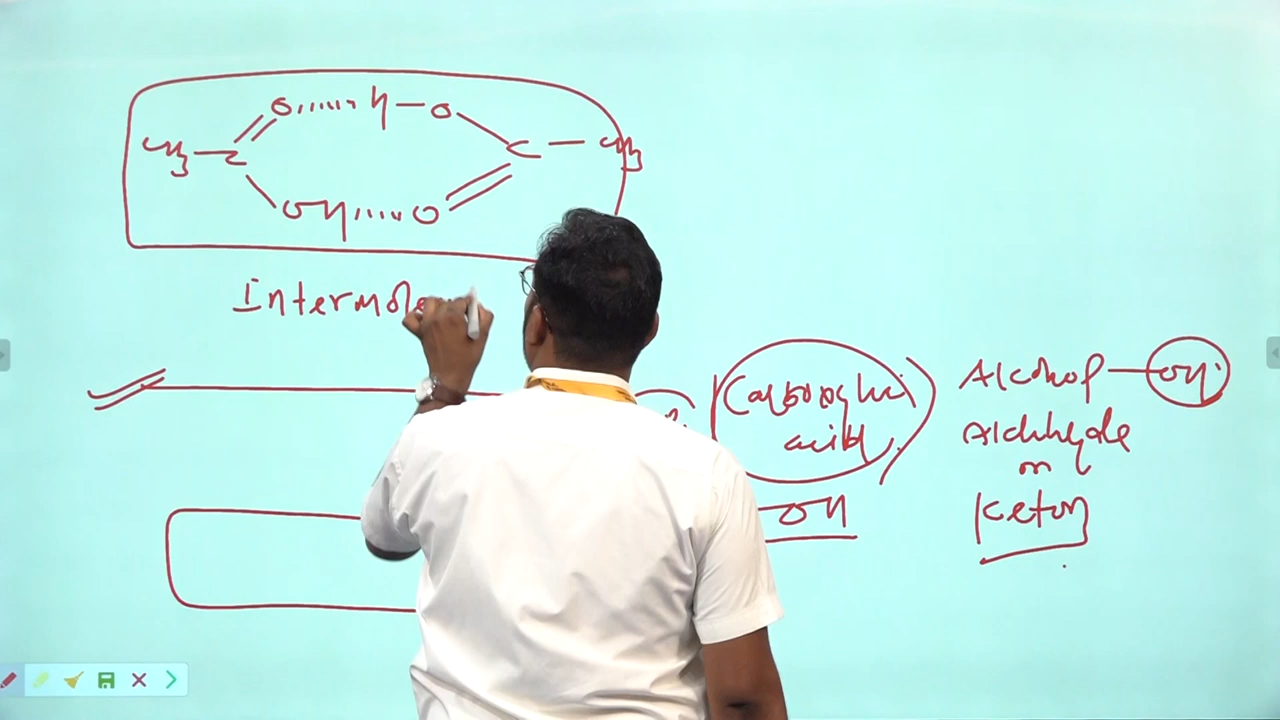 O H — O
CH3 — C C — CH3
OH O
Intermole
Carboxylic Alcohol — OH
acid Aldehyde
or
OH Keton